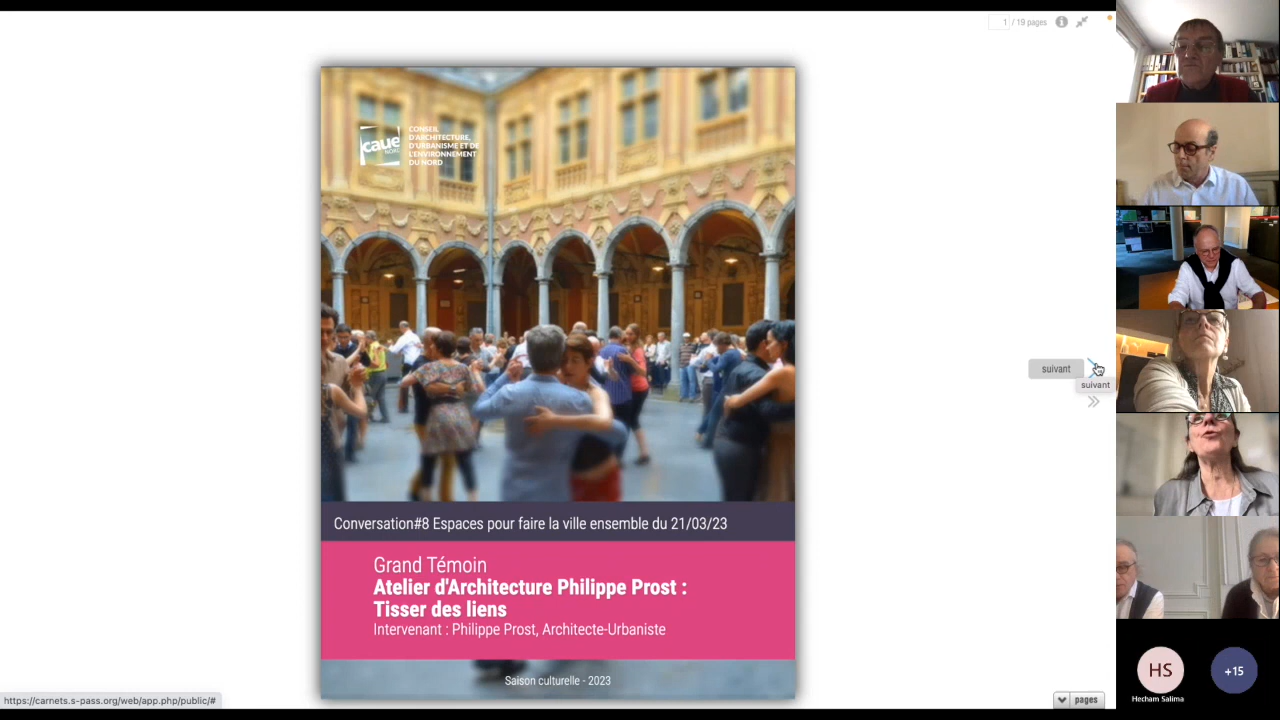 1 / 19 pages
caue
NORD
CONSEIL
D'ARCHITECTURE,
D'URBANISME ET DE
L'ENVIRONNEMENT
DU NORD
suivant
suivant
Conversation#8 Espaces pour faire la ville ensemble du 21/03/23
Grand Témoin
Atelier d'Architecture Philippe Prost :
Tisser des liens
Intervenant : Philippe Prost, Architecte-Urbaniste
Saison culturelle - 2023
https://carnets.s-pass.org/web/app.php/public/#
pages
HS
+15
Hecham Salima